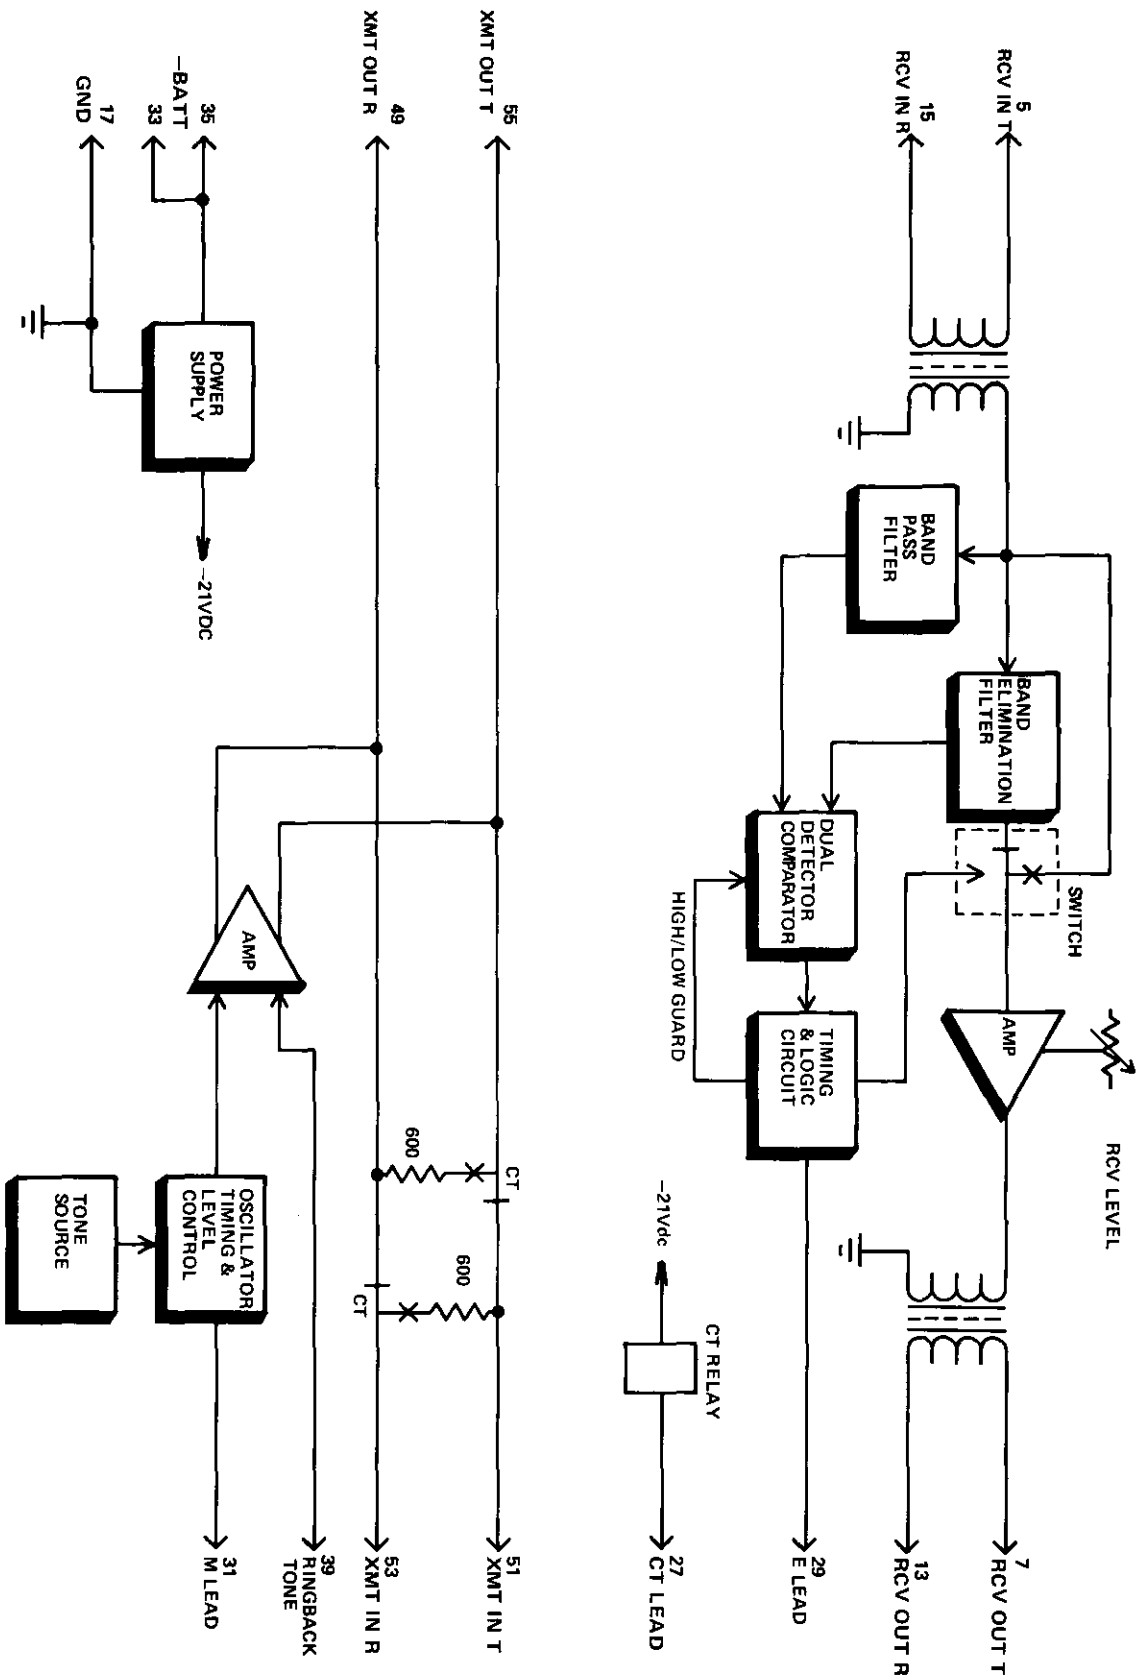 5
RCV IN T
15
RCV IN R
BAND
PASS
FILTER
BAND
ELIMINATION
FILTER
SWITCH
AMP
RCV LEVEL
7
RCV OUT T
13
RCV OUT R
DUAL
DETECTOR
COMPARATOR
TIMING
& LOGIC
CIRCUIT
HIGH/LOW GUARD
29
E LEAD
-21Vdc
CT RELAY
27
CT LEAD
55
XMT OUT T
49
XMT OUT R
CT
600
600
CT
51
XMT IN T
53
XMT IN R
39
RINGBACK
TONE
AMP
35
-BATT
33
17
GND
POWER
SUPPLY
-21VDC
OSCILLATOR
TIMING &
LEVEL
CONTROL
TONE
SOURCE
31
M LEAD